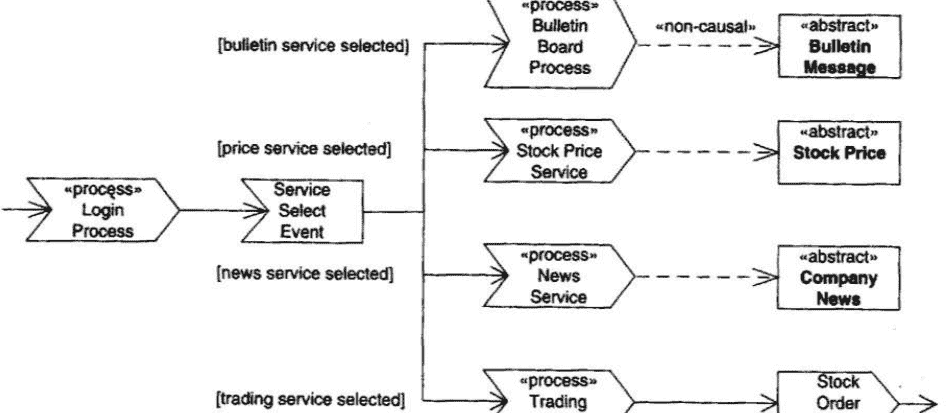 «process»
Bulletin
Board
Process
«non-causal»
«abstract»
Bulletin
Message
[bulletin service selected]
[price service selected]
«process»
Stock Price
Service
«abstract»
Stock Price
«process»
Login
Process
Service
Select
Event
[news service selected]
«process»
News
Service
«abstract»
Company
News
[trading service selected]
«process»
Trading
Stock
Order